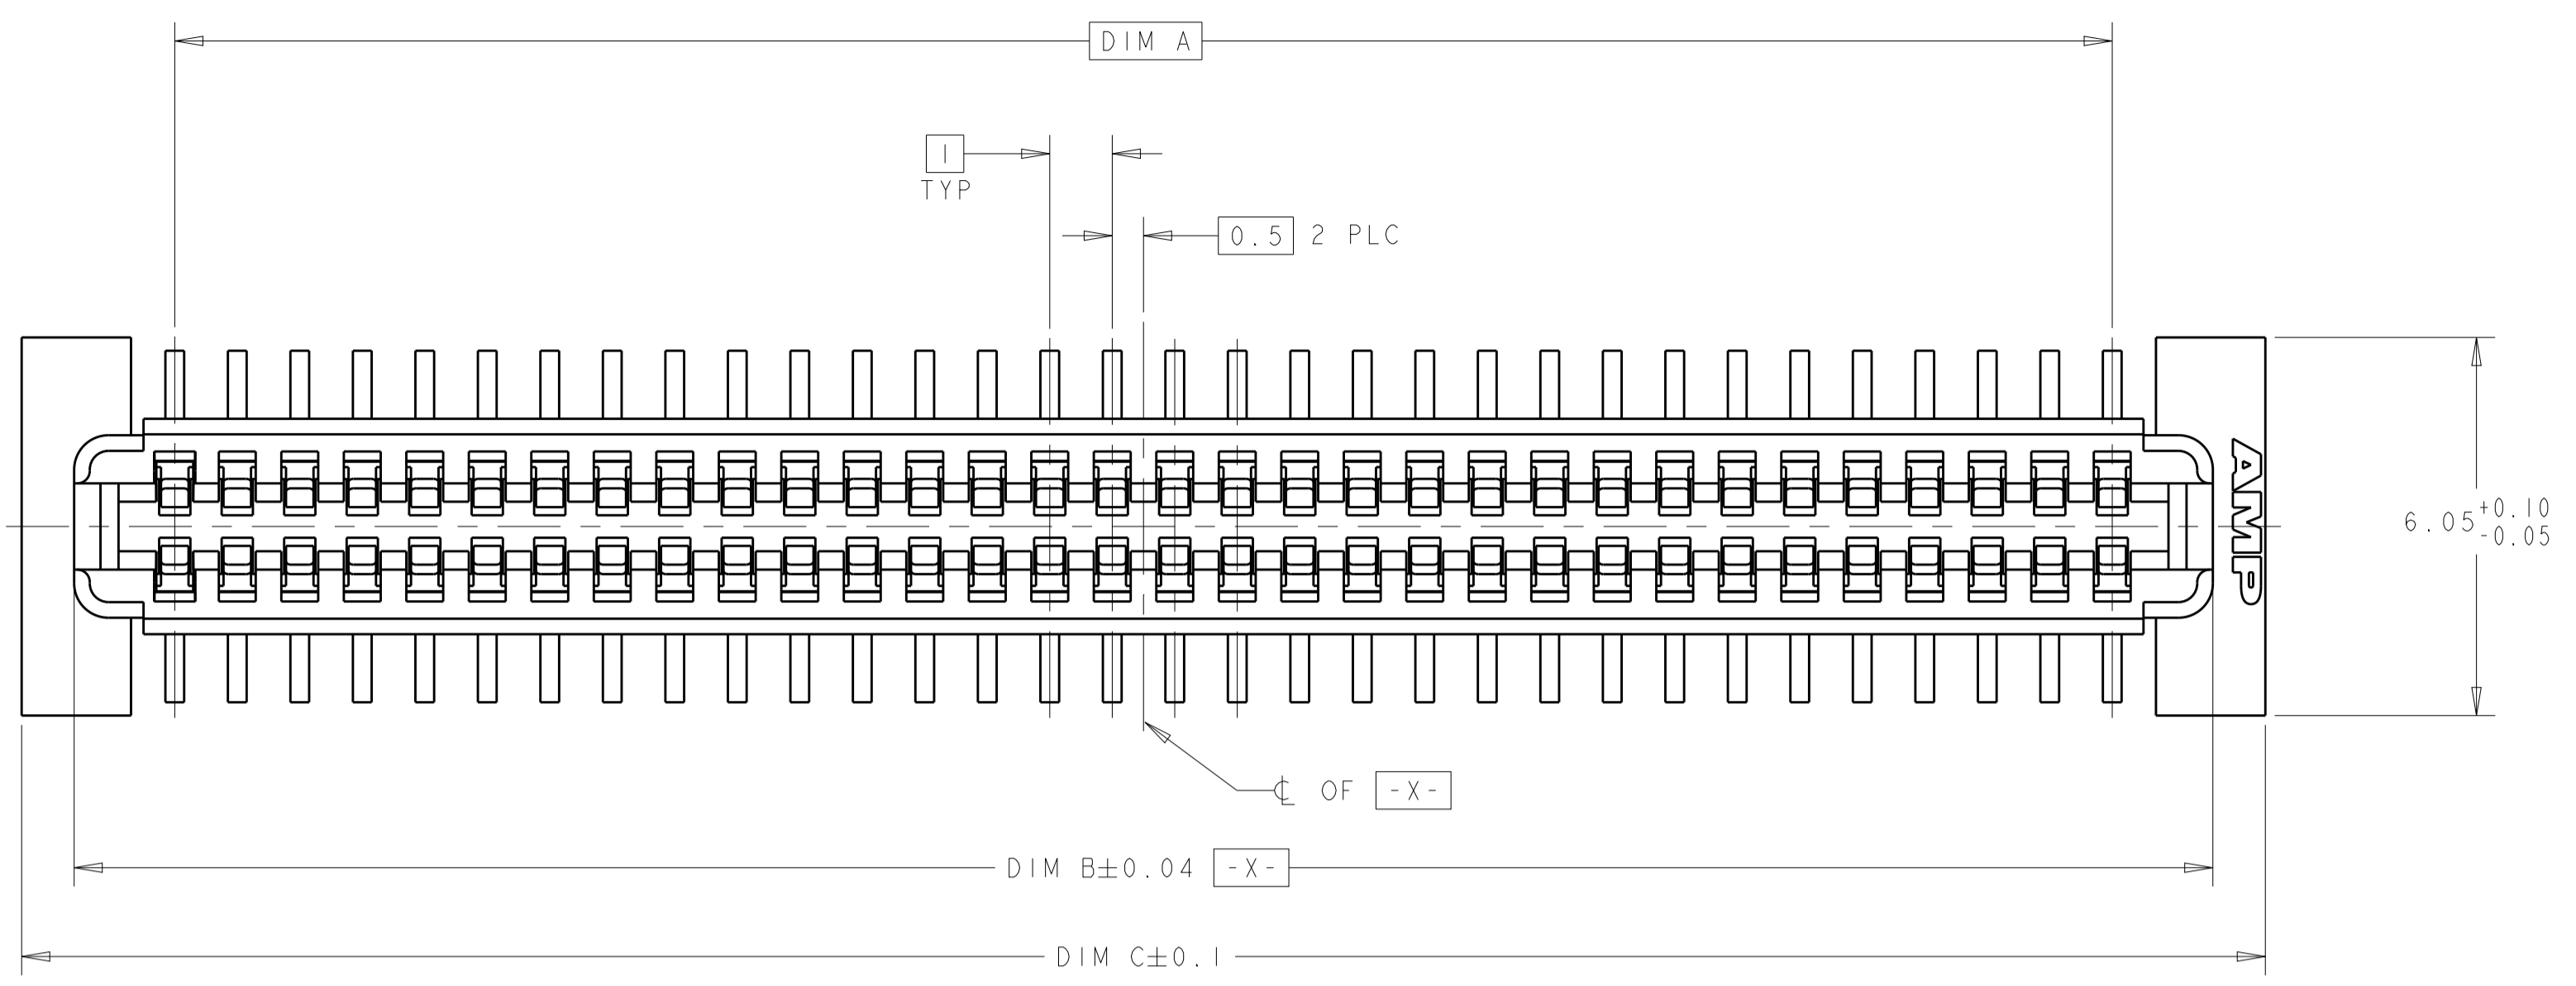 DIM A
1
TYP
0.5 2 PLC
AMP
6.05 +0.10
-0.05
℄ OF -X-
DIM B±0.04 -X-
DIM C±0.1